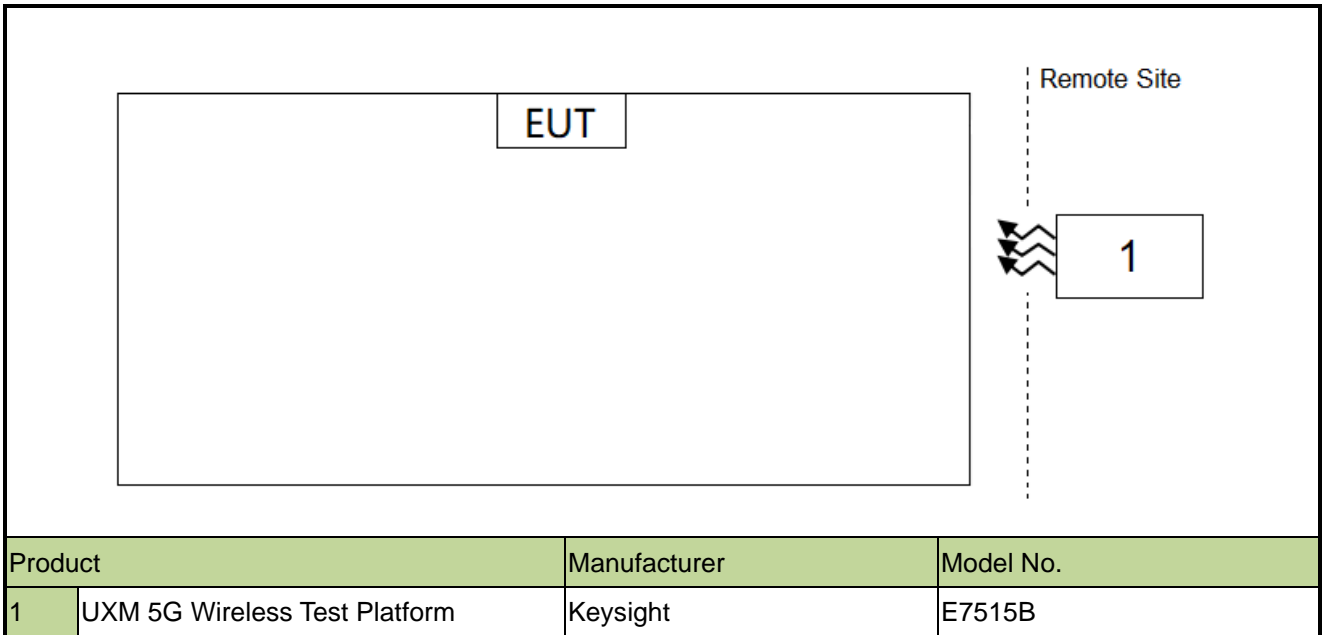 Remote Site
EUT
1
Product Manufacturer Model No.
1 UXM 5G Wireless Test Platform Keysight E7515B